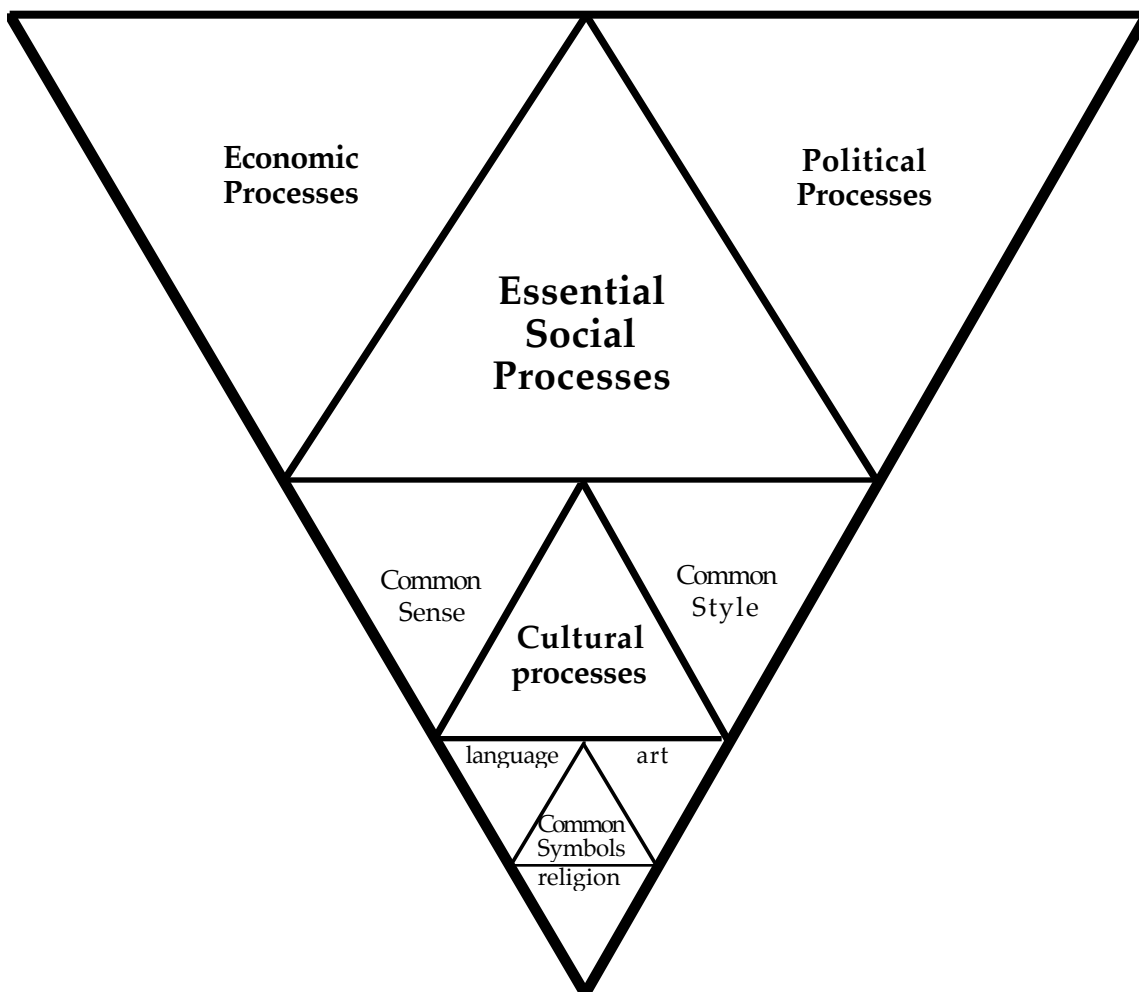 Economic
Processes
Political
Processes
Essential
Social
Processes
Common
Sense
Common
Style
Cultural
processes
language
art
Common
Symbols
religion